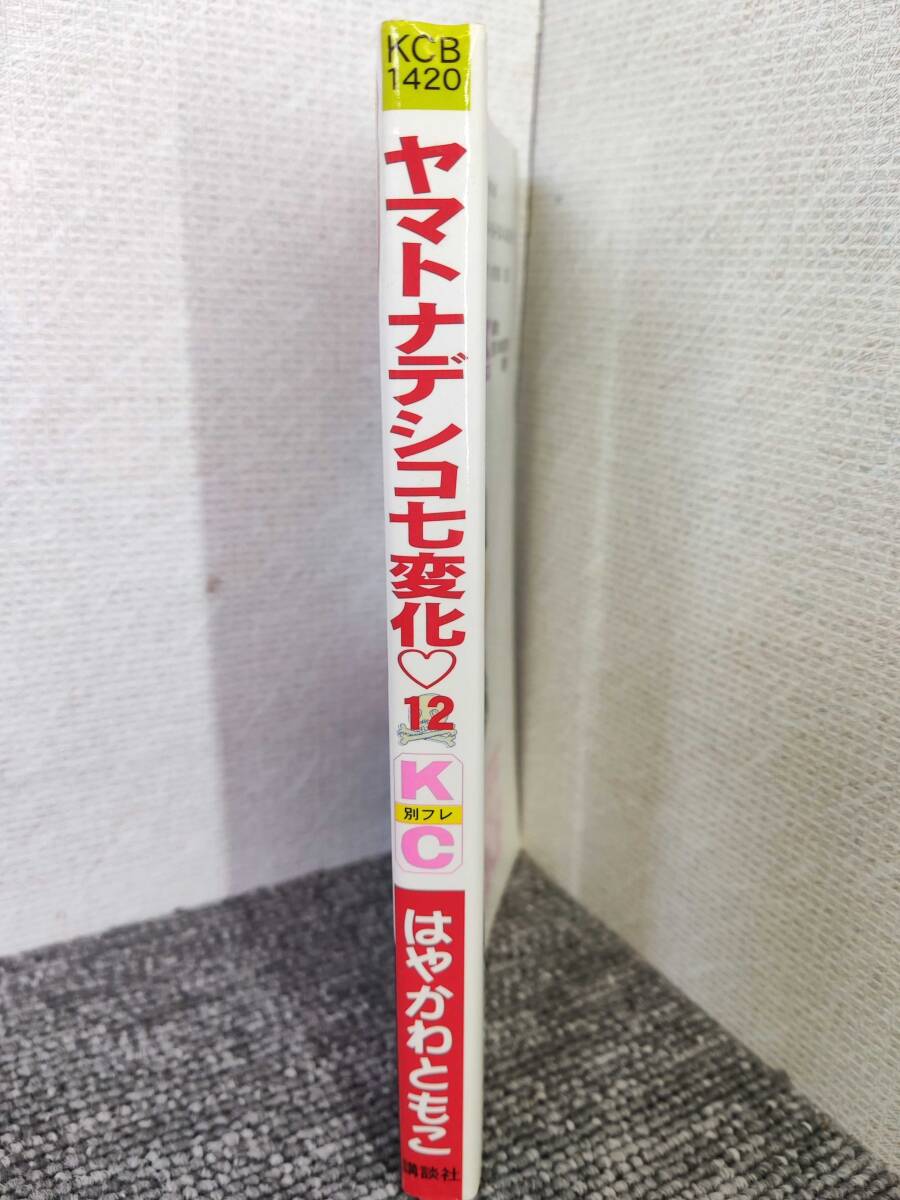 KCB
1420
ヤマトナデシコ七変化♡
12
K
別フレ
C
はやかわともこ
講談社